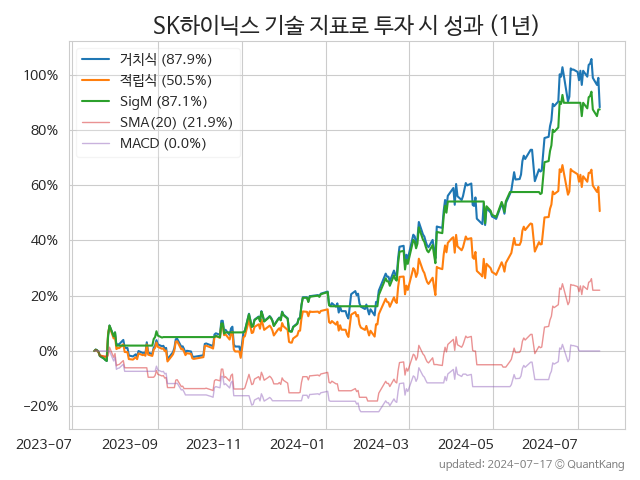 SK하이닉스 기술 지표로 투자 시 성과 (1년)
거치식 (87.9%)
적립식 (50.5%)
SigM (87.1%)
SMA(20) (21.9%)
MACD (0.0%)
100%
80%
60%
40%
20%
0%
−20%
2023−07
2023−09
2023−11
2024−01
2024−03
2024−05
2024−07
updated: 2024-07-17 © QuantKang